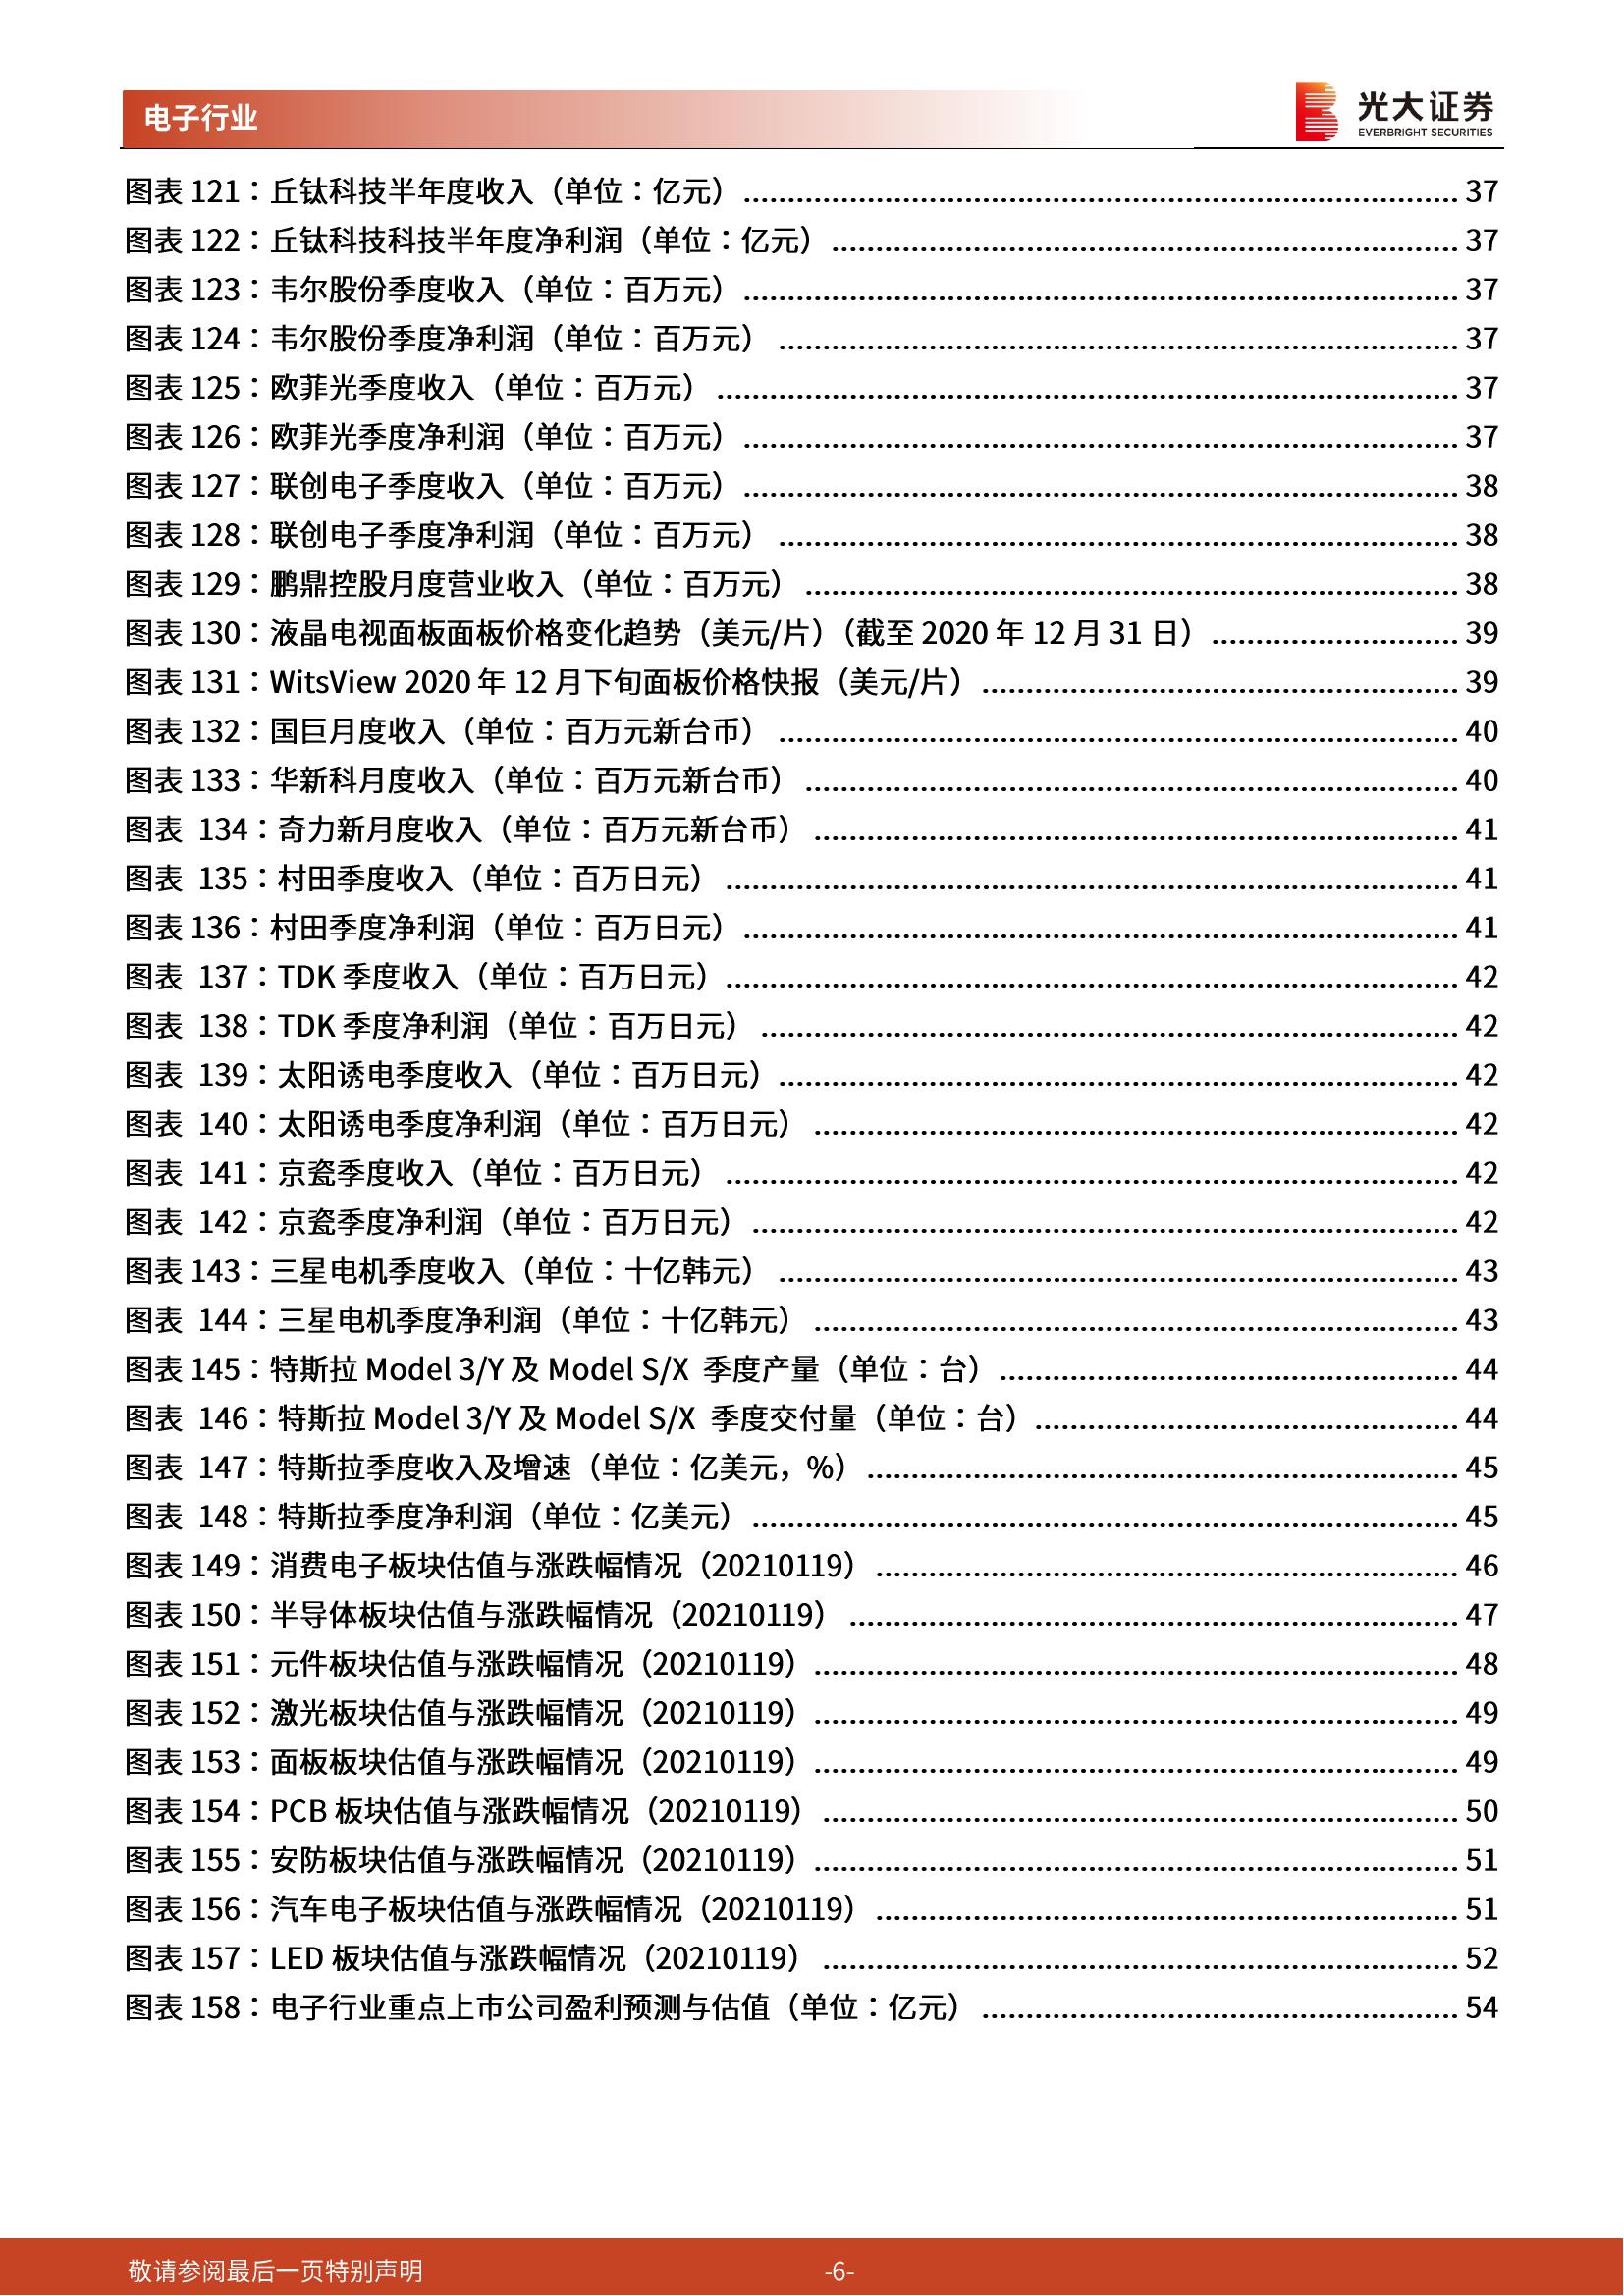 电子行业
光大证券
EVERBRIGHT SECURITIES
图表 121：丘钛科技半年度收入（单位：亿元）........ 37
图表 122：丘钛科技科技半年度净利润（单位：亿元）........ 37
图表 123：韦尔股份季度收入（单位：百万元）........ 37
图表 124：韦尔股份季度净利润（单位：百万元）........ 37
图表 125：欧菲光季度收入（单位：百万元）........ 37
图表 126：欧菲光季度净利润（单位：百万元）........ 37
图表 127：联创电子季度收入（单位：百万元）........ 38
图表 128：联创电子季度净利润（单位：百万元）........ 38
图表 129：鹏鼎控股月度营业收入（单位：百万元）........ 38
图表 130：液晶电视面板面板价格变化趋势（美元/片）（截至 2020 年 12 月 31 日）........ 39
图表 131：WitsView 2020 年 12 月下旬面板价格快报（美元/片）........ 39
图表 132：国巨月度收入（单位：百万元新台币）........ 40
图表 133：华新科月度收入（单位：百万元新台币）........ 40
图表 134：奇力新月度收入（单位：百万元新台币）........ 41
图表 135：村田季度收入（单位：百万日元）........ 41
图表 136：村田季度净利润（单位：百万日元）........ 41
图表 137：TDK 季度收入（单位：百万日元）........ 42
图表 138：TDK 季度净利润（单位：百万日元）........ 42
图表 139：太阳诱电季度收入（单位：百万日元）........ 42
图表 140：太阳诱电季度净利润（单位：百万日元）........ 42
图表 141：京瓷季度收入（单位：百万日元）........ 42
图表 142：京瓷季度净利润（单位：百万日元）........ 42
图表 143：三星电机季度收入（单位：十亿韩元）........ 43
图表 144：三星电机季度净利润（单位：十亿韩元）........ 43
图表 145：特斯拉 Model 3/Y 及 Model S/X 季度产量（单位：台）........ 44
图表 146：特斯拉 Model 3/Y 及 Model S/X 季度交付量（单位：台）........ 44
图表 147：特斯拉季度收入及增速（单位：亿美元，%）........ 45
图表 148：特斯拉季度净利润（单位：亿美元）........ 45
图表 149：消费电子板块估值与涨跌幅情况（20210119）........ 46
图表 150：半导体板块估值与涨跌幅情况（20210119）........ 47
图表 151：元件板块估值与涨跌幅情况（20210119）........ 48
图表 152：激光板块估值与涨跌幅情况（20210119）........ 49
图表 153：面板板块估值与涨跌幅情况（20210119）........ 49
图表 154：PCB 板块估值与涨跌幅情况（20210119）........ 50
图表 155：安防板块估值与涨跌幅情况（20210119）........ 51
图表 156：汽车电子板块估值与涨跌幅情况（20210119）........ 51
图表 157：LED 板块估值与涨跌幅情况（20210119）........ 52
图表 158：电子行业重点上市公司盈利预测与估值（单位：亿元）........ 54
敬请参阅最后一页特别声明
-6-